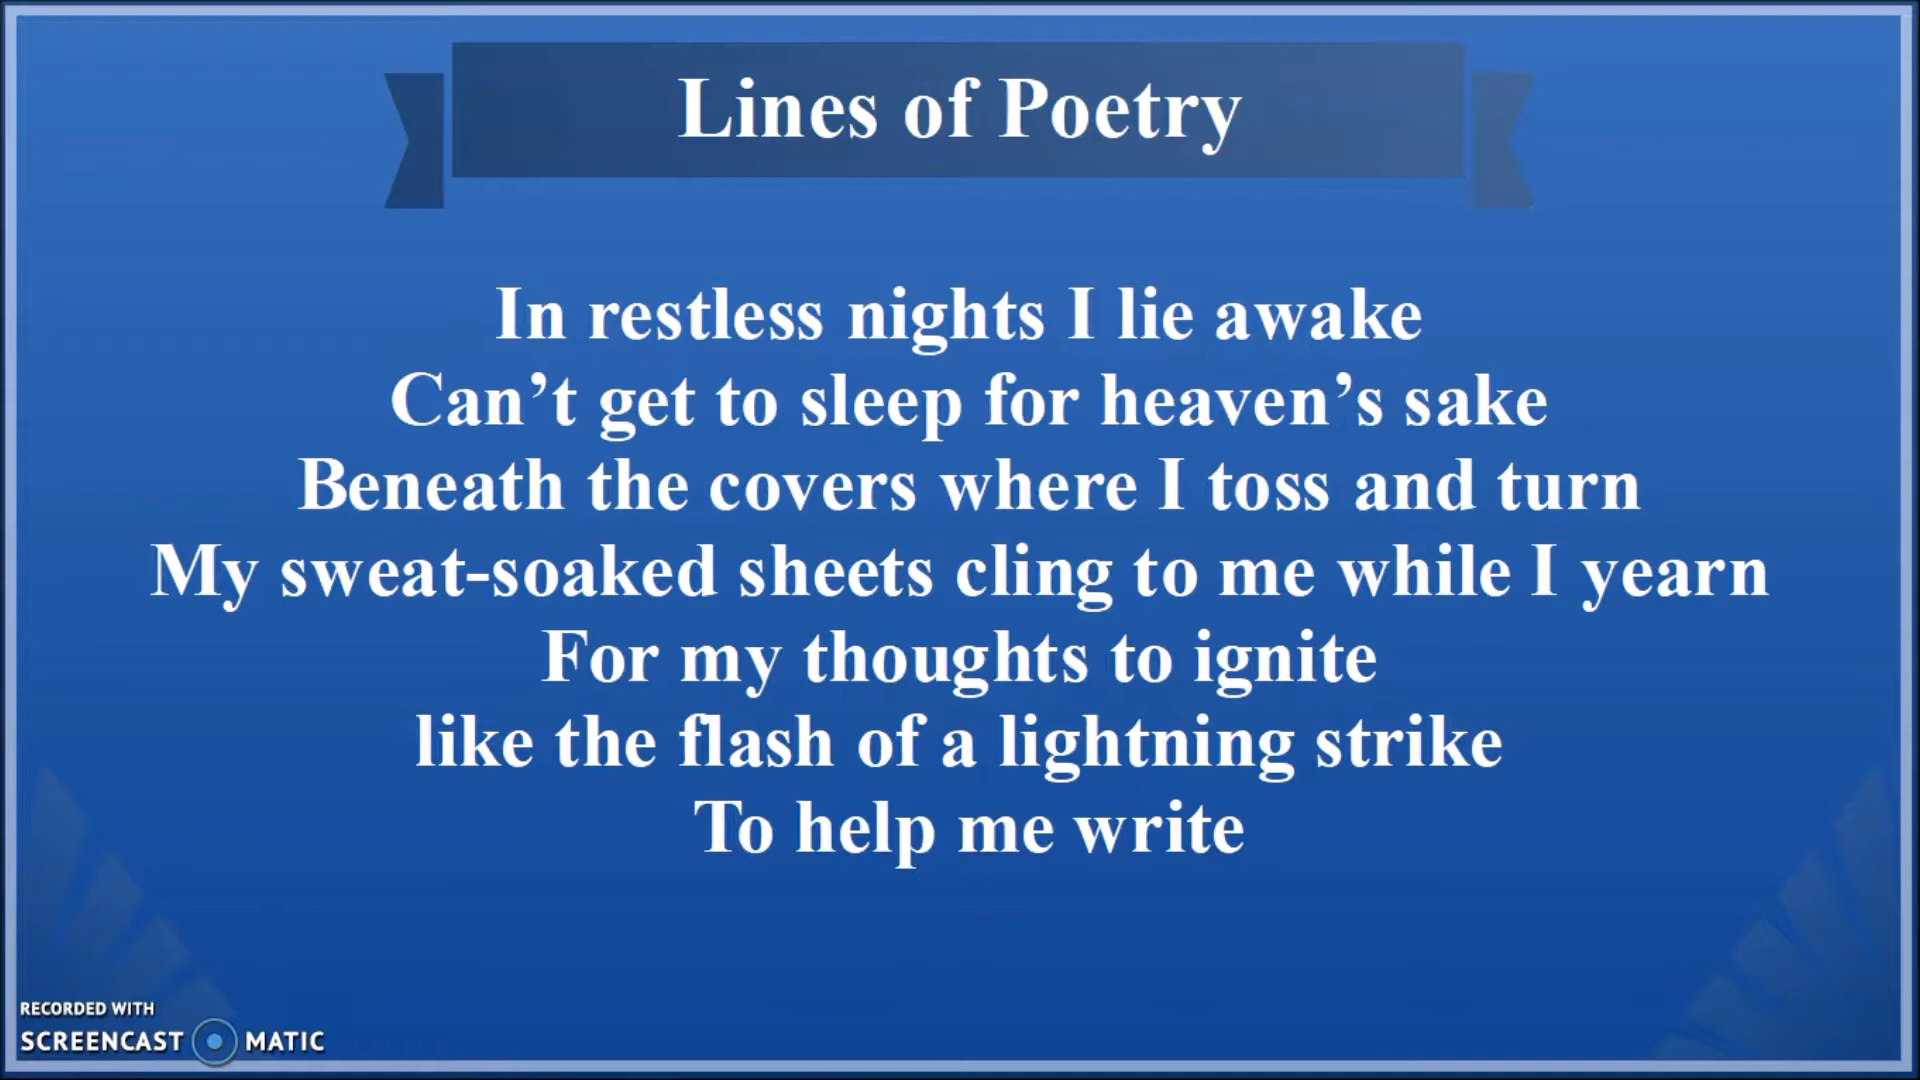 Lines of Poetry
In restless nights I lie awake
Can’t get to sleep for heaven’s sake
Beneath the covers where I toss and turn
My sweat-soaked sheets cling to me while I yearn
For my thoughts to ignite
like the flash of a lightning strike
To help me write
RECORDED WITH
SCREENCAST MATIC